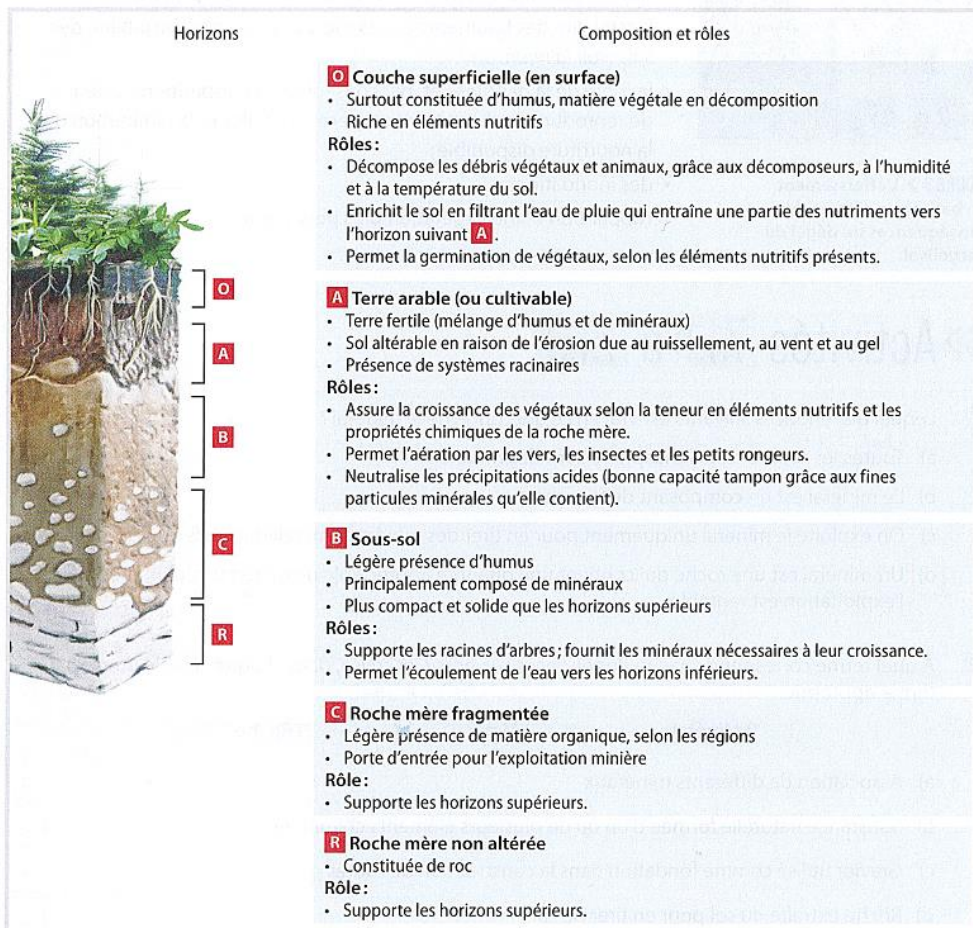 Horizons
Composition et rôles
O Couche superficielle (en surface)
• Surtout constituée d'humus, matière végétale en décomposition
• Riche en éléments nutritifs
Rôles :
• Décompose les débris végétaux et animaux, grâce aux décomposeurs, à l'humidité
et à la température du sol.
• Enrichit le sol en filtrant l'eau de pluie qui entraîne une partie des nutriments vers
l'horizon suivant A.
• Permet la germination de végétaux, selon les éléments nutritifs présents.
O
A
B
C
R
A Terre arable (ou cultivable)
• Terre fertile (mélange d'humus et de minéraux)
• Sol altérable en raison de l'érosion due au ruissellement, au vent et au gel
• Présence de systèmes racinaires
Rôles :
• Assure la croissance des végétaux selon la teneur en éléments nutritifs et les
propriétés chimiques de la roche mère.
• Permet l'aération par les vers, les insectes et les petits rongeurs.
• Neutralise les précipitations acides (bonne capacité tampon grâce aux fines
particules minérales qu'elle contient).
B Sous-sol
• Légère présence d'humus
• Principalement composé de minéraux
• Plus compact et solide que les horizons supérieurs
Rôles :
• Supporte les racines d'arbres ; fournit les minéraux nécessaires à leur croissance.
• Permet l'écoulement de l'eau vers les horizons inférieurs.
C Roche mère fragmentée
• Légère présence de matière organique, selon les régions
• Porte d'entrée pour l'exploitation minière
Rôle :
• Supporte les horizons supérieurs.
R Roche mère non altérée
• Constituée de roc
Rôle :
• Supporte les horizons supérieurs.